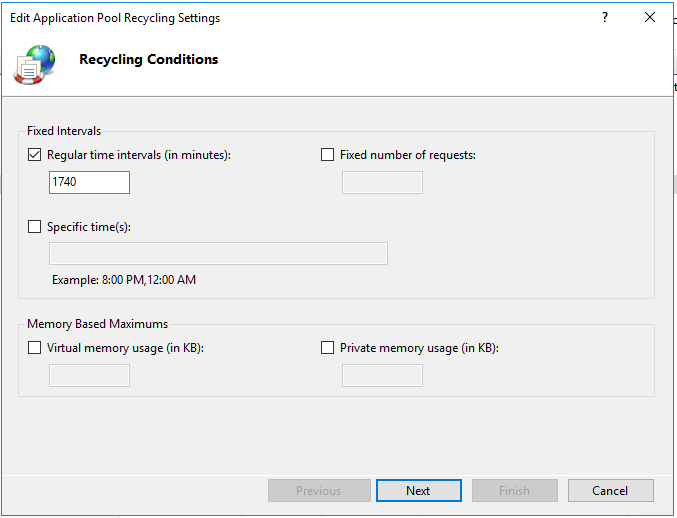 Edit Application Pool Recycling Settings
?
Recycling Conditions
Fixed Intervals
Regular time intervals (in minutes):
Fixed number of requests:
1740
Specific time(s):
Example: 8:00 PM,12:00 AM
Memory Based Maximums
Virtual memory usage (in KB):
Private memory usage (in KB):
Previous
Next
Finish
Cancel